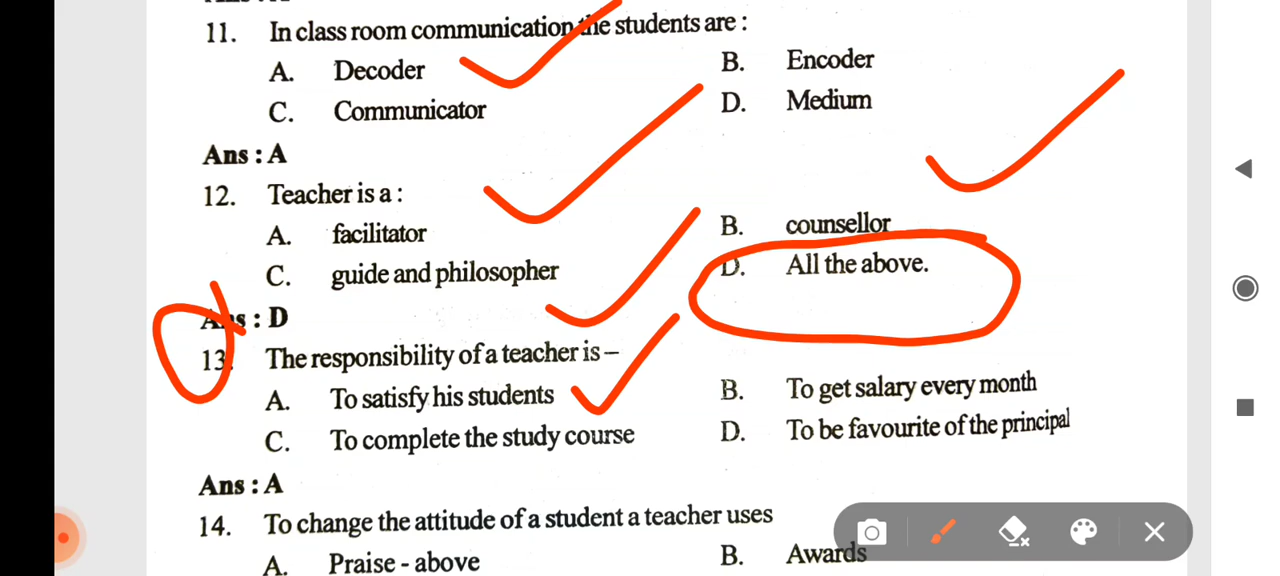 11. In class room communication the students are :
A. Decoder B. Encoder
C. Communicator D. Medium
Ans : A
12. Teacher is a :
A. facilitator B. counsellor
C. guide and philosopher D. All the above.
Ans : D
13. The responsibility of a teacher is –
A. To satisfy his students B. To get salary every month
C. To complete the study course D. To be favourite of the principal
Ans : A
14. To change the attitude of a student a teacher uses
A. Praise - above B. Awards